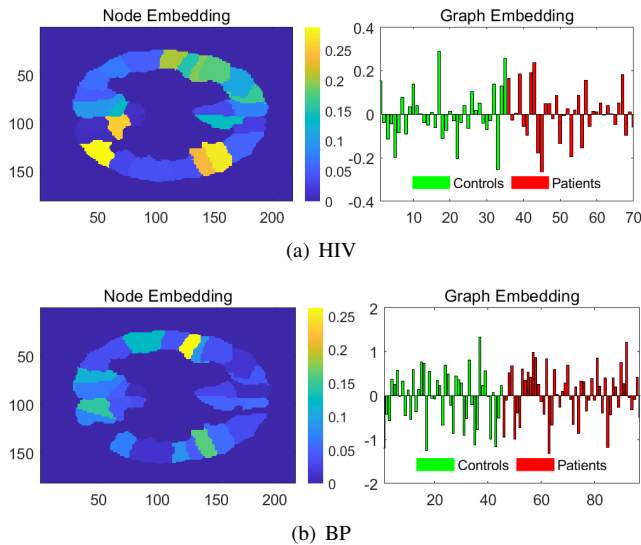 Node Embedding
50
100
150
50 100 150 200
0.25
0.2
0.15
0.1
0.05
0
Graph Embedding
0.4
0.2
0
-0.2
-0.4
Controls Patients
10 20 30 40 50 60 70
(a) HIV
Node Embedding
50
100
150
50 100 150 200
0.25
0.2
0.15
0.1
0.05
0
Graph Embedding
2
1
0
-1
-2
Controls Patients
20 40 60 80
(b) BP